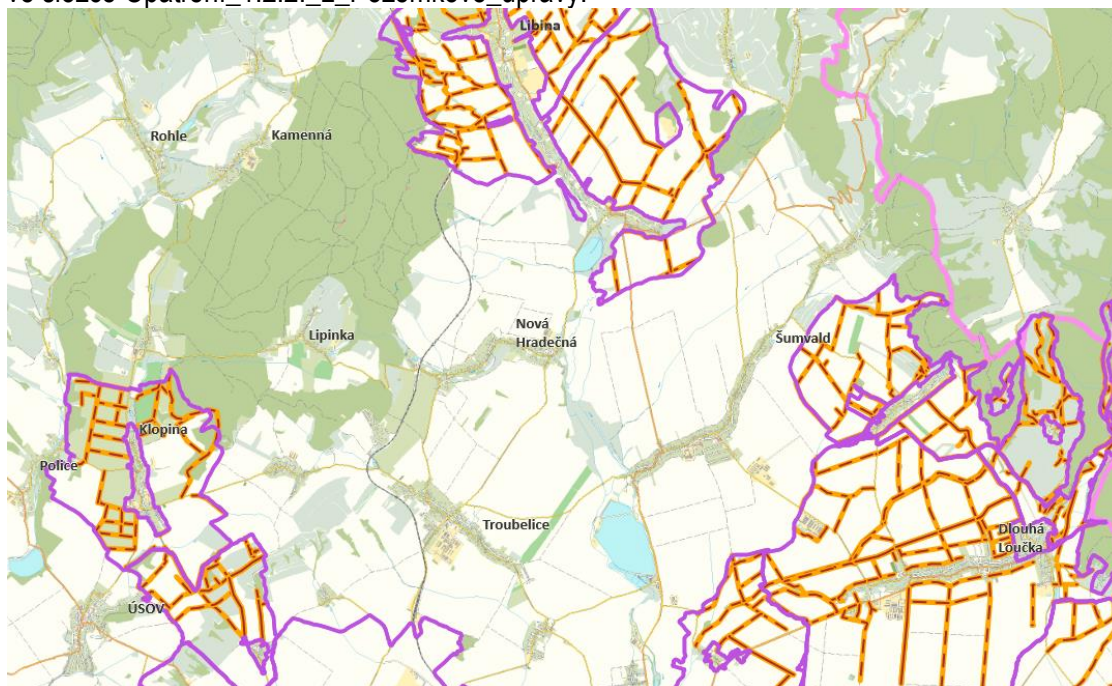 Libina
Rohle
Kamenná
Lipinka
Nová
Hradečná
Šumvald
Klopina
Police
Troubelice
Dlouhá
Loučka
ÚSOV